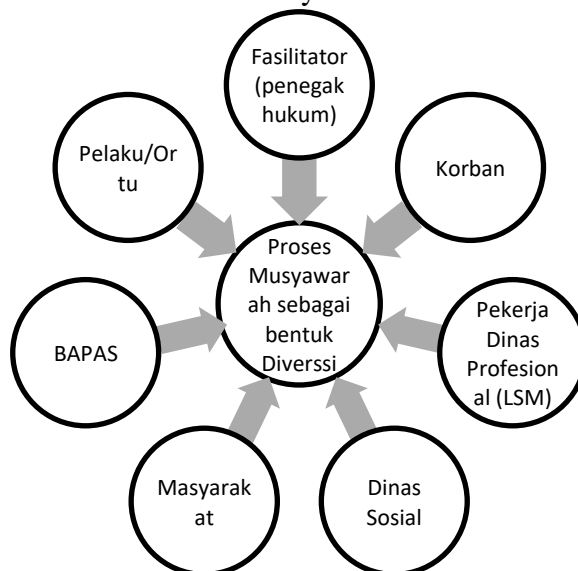 Fasilitator
(penegak
hukum)
Pelaku/Or
tu
Korban
Proses
Musyawar
ah sebagai
bentuk
Diverssi
BAPAS
Pekerja
Dinas
Profesion
al (LSM)
Masyarak
at
Dinas
Sosial